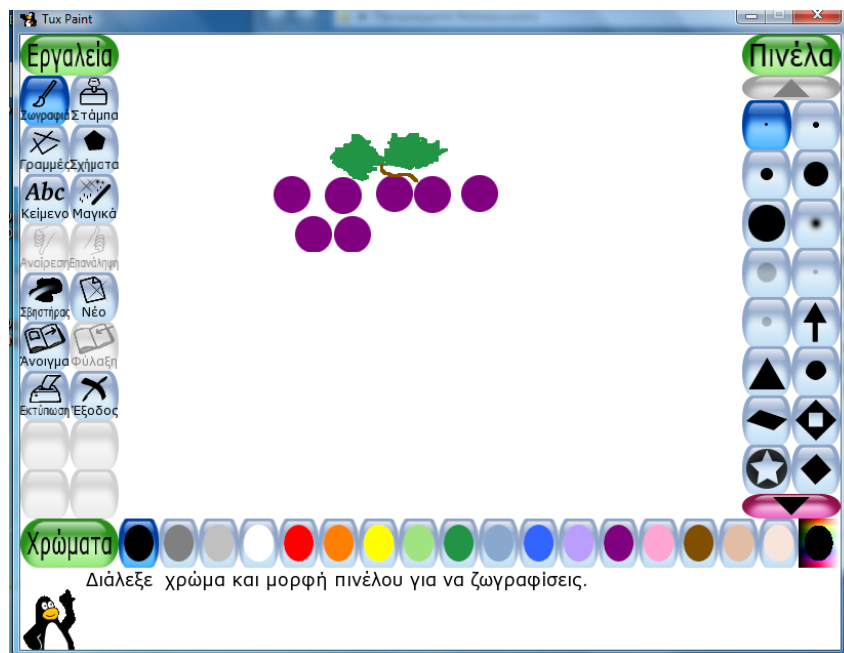 Tux Paint
Εργαλεία
Πινέλα
Ζωγραφιά Στάμπα
Γραμμές Σχήματα
Abc
Κείμενο Μαγικά
Αναίρεση Επανάληψη
Σβηστήρας Νέο
Άνοιγμα Φύλαξη
Εκτύπωση Έξοδος
Χρώματα
Διάλεξε χρώμα και μορφή πινέλου για να ζωγραφίσεις.